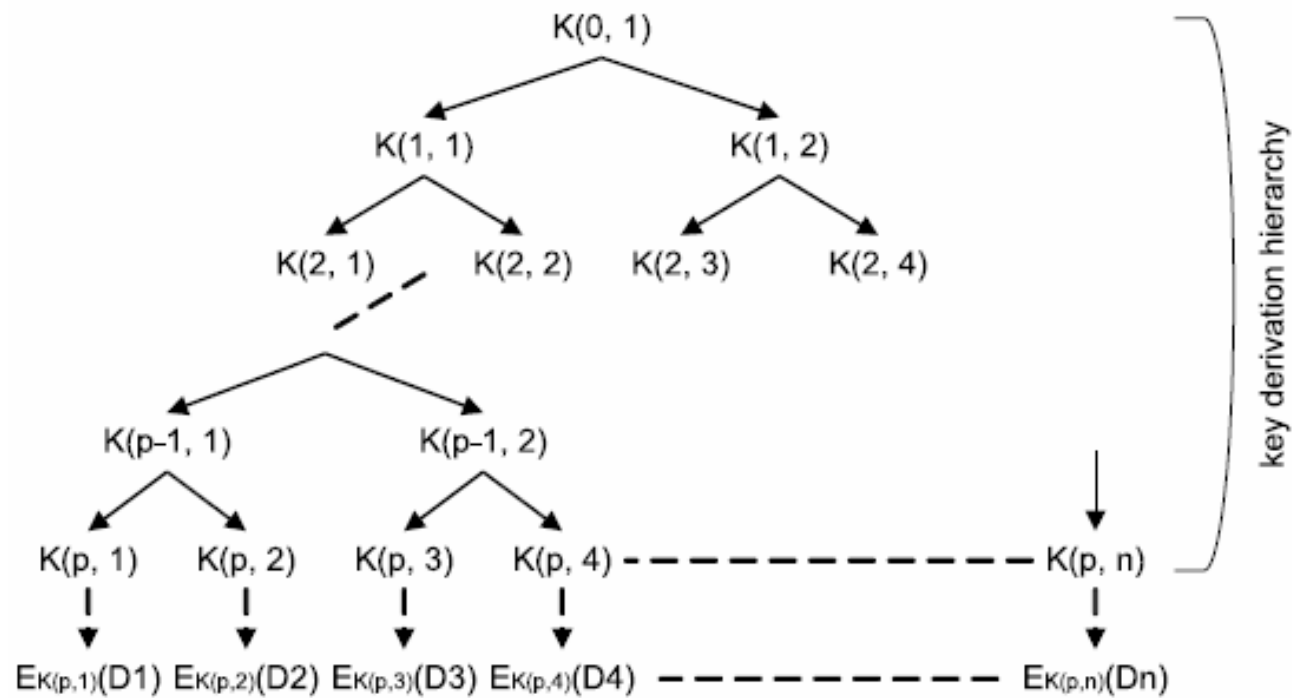 K(0, 1)
K(1, 1) K(1, 2)
K(2, 1) K(2, 2) K(2, 3) K(2, 4)
K(p-1, 1) K(p-1, 2)
K(p, 1) K(p, 2) K(p, 3) K(p, 4) K(p, n)
EK(p,1)(D1) EK(p,2)(D2) EK(p,3)(D3) EK(p,4)(D4) EK(p,n)(Dn)
key derivation hierarchy